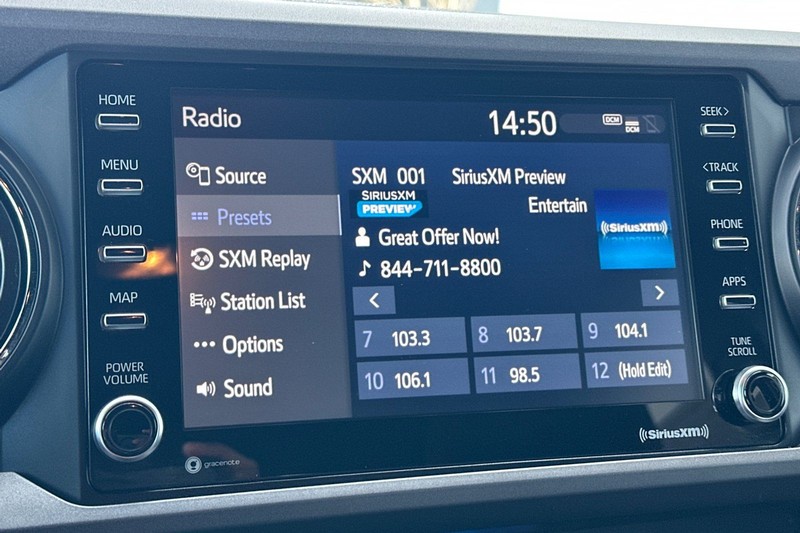 HOME
MENU
AUDIO
MAP
POWER
VOLUME
Radio
14:50
DCM
DCM
Source
Presets
SXM Replay
Station List
Options
Sound
SXM 001 SiriusXM Preview
SIRIUSXM
PREVIEW
Entertain
((SiriusXM))
Great Offer Now!
844-711-8800
<
>
7 103.3
8 103.7
9 104.1
10 106.1
11 98.5
12 (Hold Edit)
gracenote
((SiriusXM))
SEEK>
<TRACK
PHONE
APPS
TUNE
SCROLL